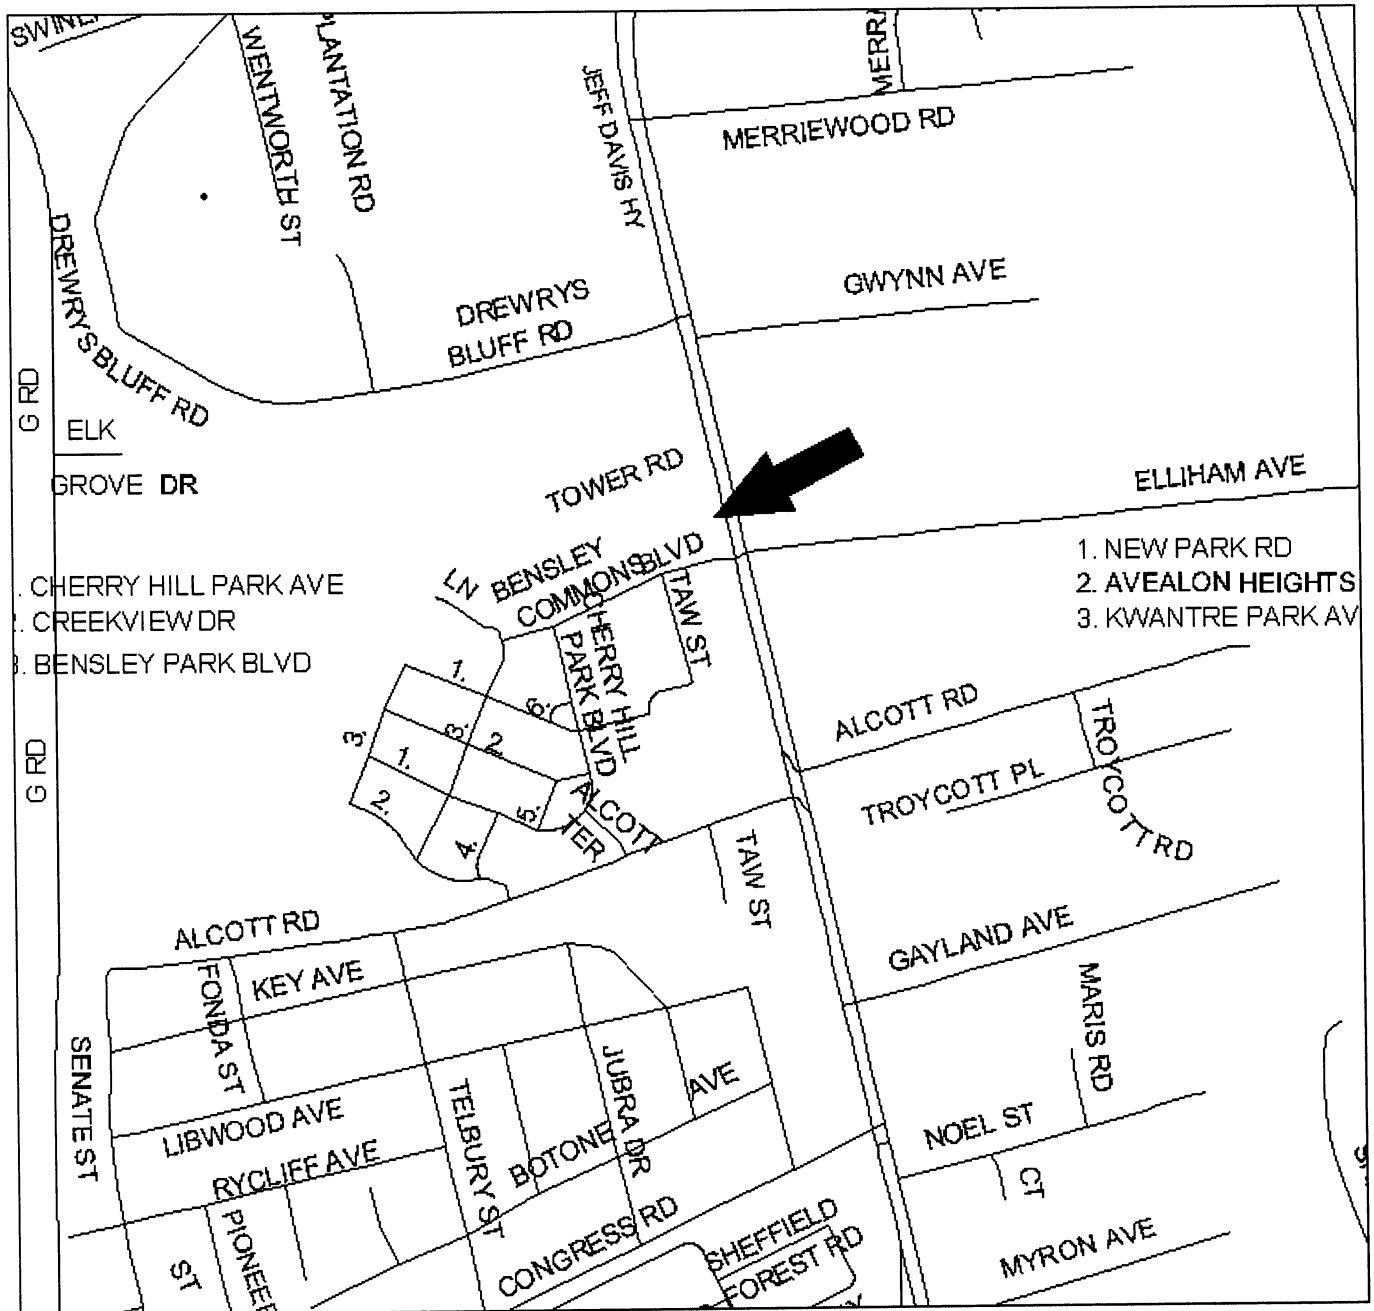 WENTWORTH ST
PLANTATION RD
JEFF DAVIS HY
MERRIEWOOD RD
DREWRYS BLUFF RD
DREWRYS
BLUFF RD
GWYNN AVE
G RD
ELK
GROVE DR
TOWER RD
ELLIHAM AVE
BENSLEY
COMMONS BLVD
LN
CHERRY HILL PARK AVE
CREEKVIEW DR
3. BENSLEY PARK BLVD
1. NEW PARK RD
2. AVEALON HEIGHTS
3. KWANTRE PARK AV
CHERRY HILL
PARK BLVD
TAW ST
1.
6.
3.
3.
2.
1.
2.
5.
4.
G RD
ALCOTT
TER
ALCOTT RD
TROYCOTT PL
TROYCOTT RD
TAW ST
ALCOTT RD
FONDA ST
KEY AVE
GAYLAND AVE
MARIS RD
SENATE ST
LIBWOOD AVE
RYCLIFF AVE
TELBURY ST
JUBRA DR
BOTONE AVE
NOEL ST
CT
ST
CONGRESS RD
SHEFFIELD
FOREST RD
MYRON AVE